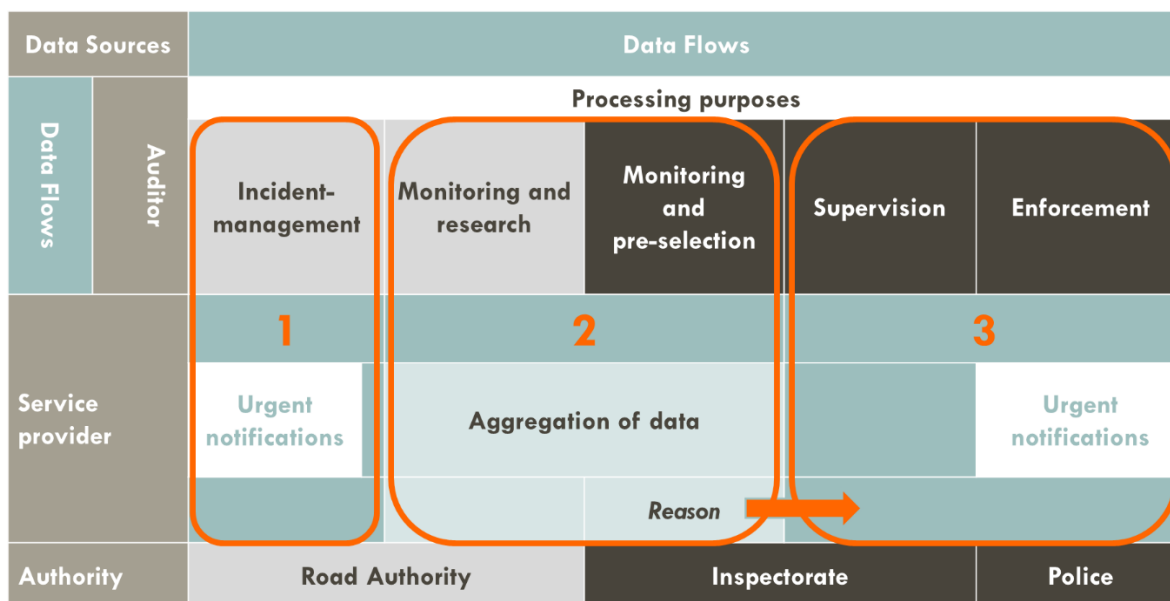 Data Sources
Data Flows
Data Flows
Auditor
Processing purposes
Incident-
management
Monitoring and
research
Monitoring
and
pre-selection
Supervision
Enforcement
1
2
3
Service
provider
Urgent
notifications
Aggregation of data
Urgent
notifications
Reason
Authority
Road Authority
Inspectorate
Police